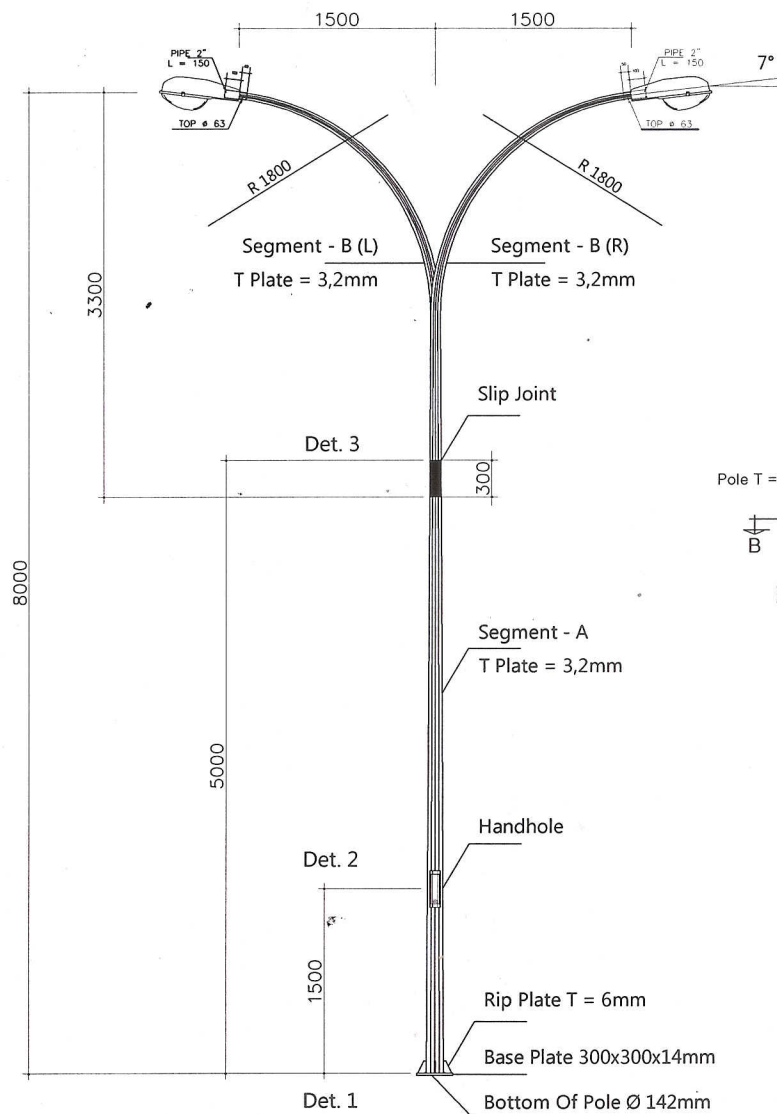 1500
1500
PIPE 2"
L = 150
PIPE 2"
L = 150
7°
TOP ø 63
TOP ø 63
R 1800
R 1800
Segment - B (L)
T Plate = 3,2mm
Segment - B (R)
T Plate = 3,2mm
3300
Slip Joint
Det. 3
300
Pole T =
B
8000
Segment - A
T Plate = 3,2mm
5000
Handhole
Det. 2
1500
Rip Plate T = 6mm
Base Plate 300x300x14mm
Det. 1
Bottom Of Pole Ø 142mm